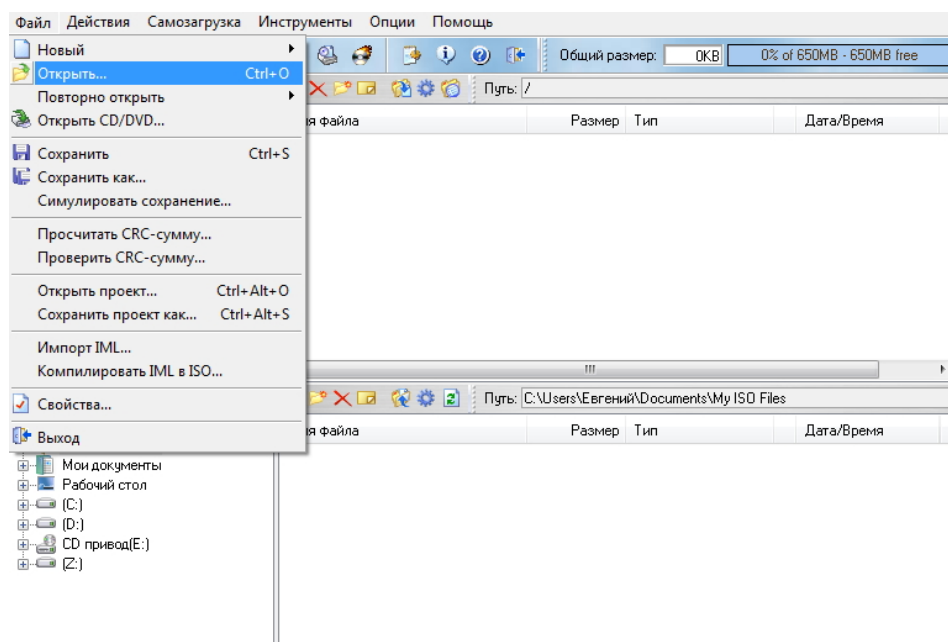 Файл Действия Самозагрузка Инструменты Опции Помощь
Новый
Общий размер: 0KB 0% of 650MB - 650MB free
Открыть... Ctrl+O
Путь: /
Повторно открыть
Открыть CD/DVD...
я файла Размер Тип Дата/Время
Сохранить Ctrl+S
Сохранить как...
Симулировать сохранение...
Просчитать CRC-сумму...
Проверить CRC-сумму...
Открыть проект... Ctrl+Alt+O
Сохранить проект как... Ctrl+Alt+S
Импорт IML...
Компилировать IML в ISO...
Свойства...
Путь: C:\Users\Евгений\Documents\My ISO Files
Выход
я файла Размер Тип Дата/Время
Мои документы
Рабочий стол
(C:)
(D:)
CD привод(E:)
(Z:)